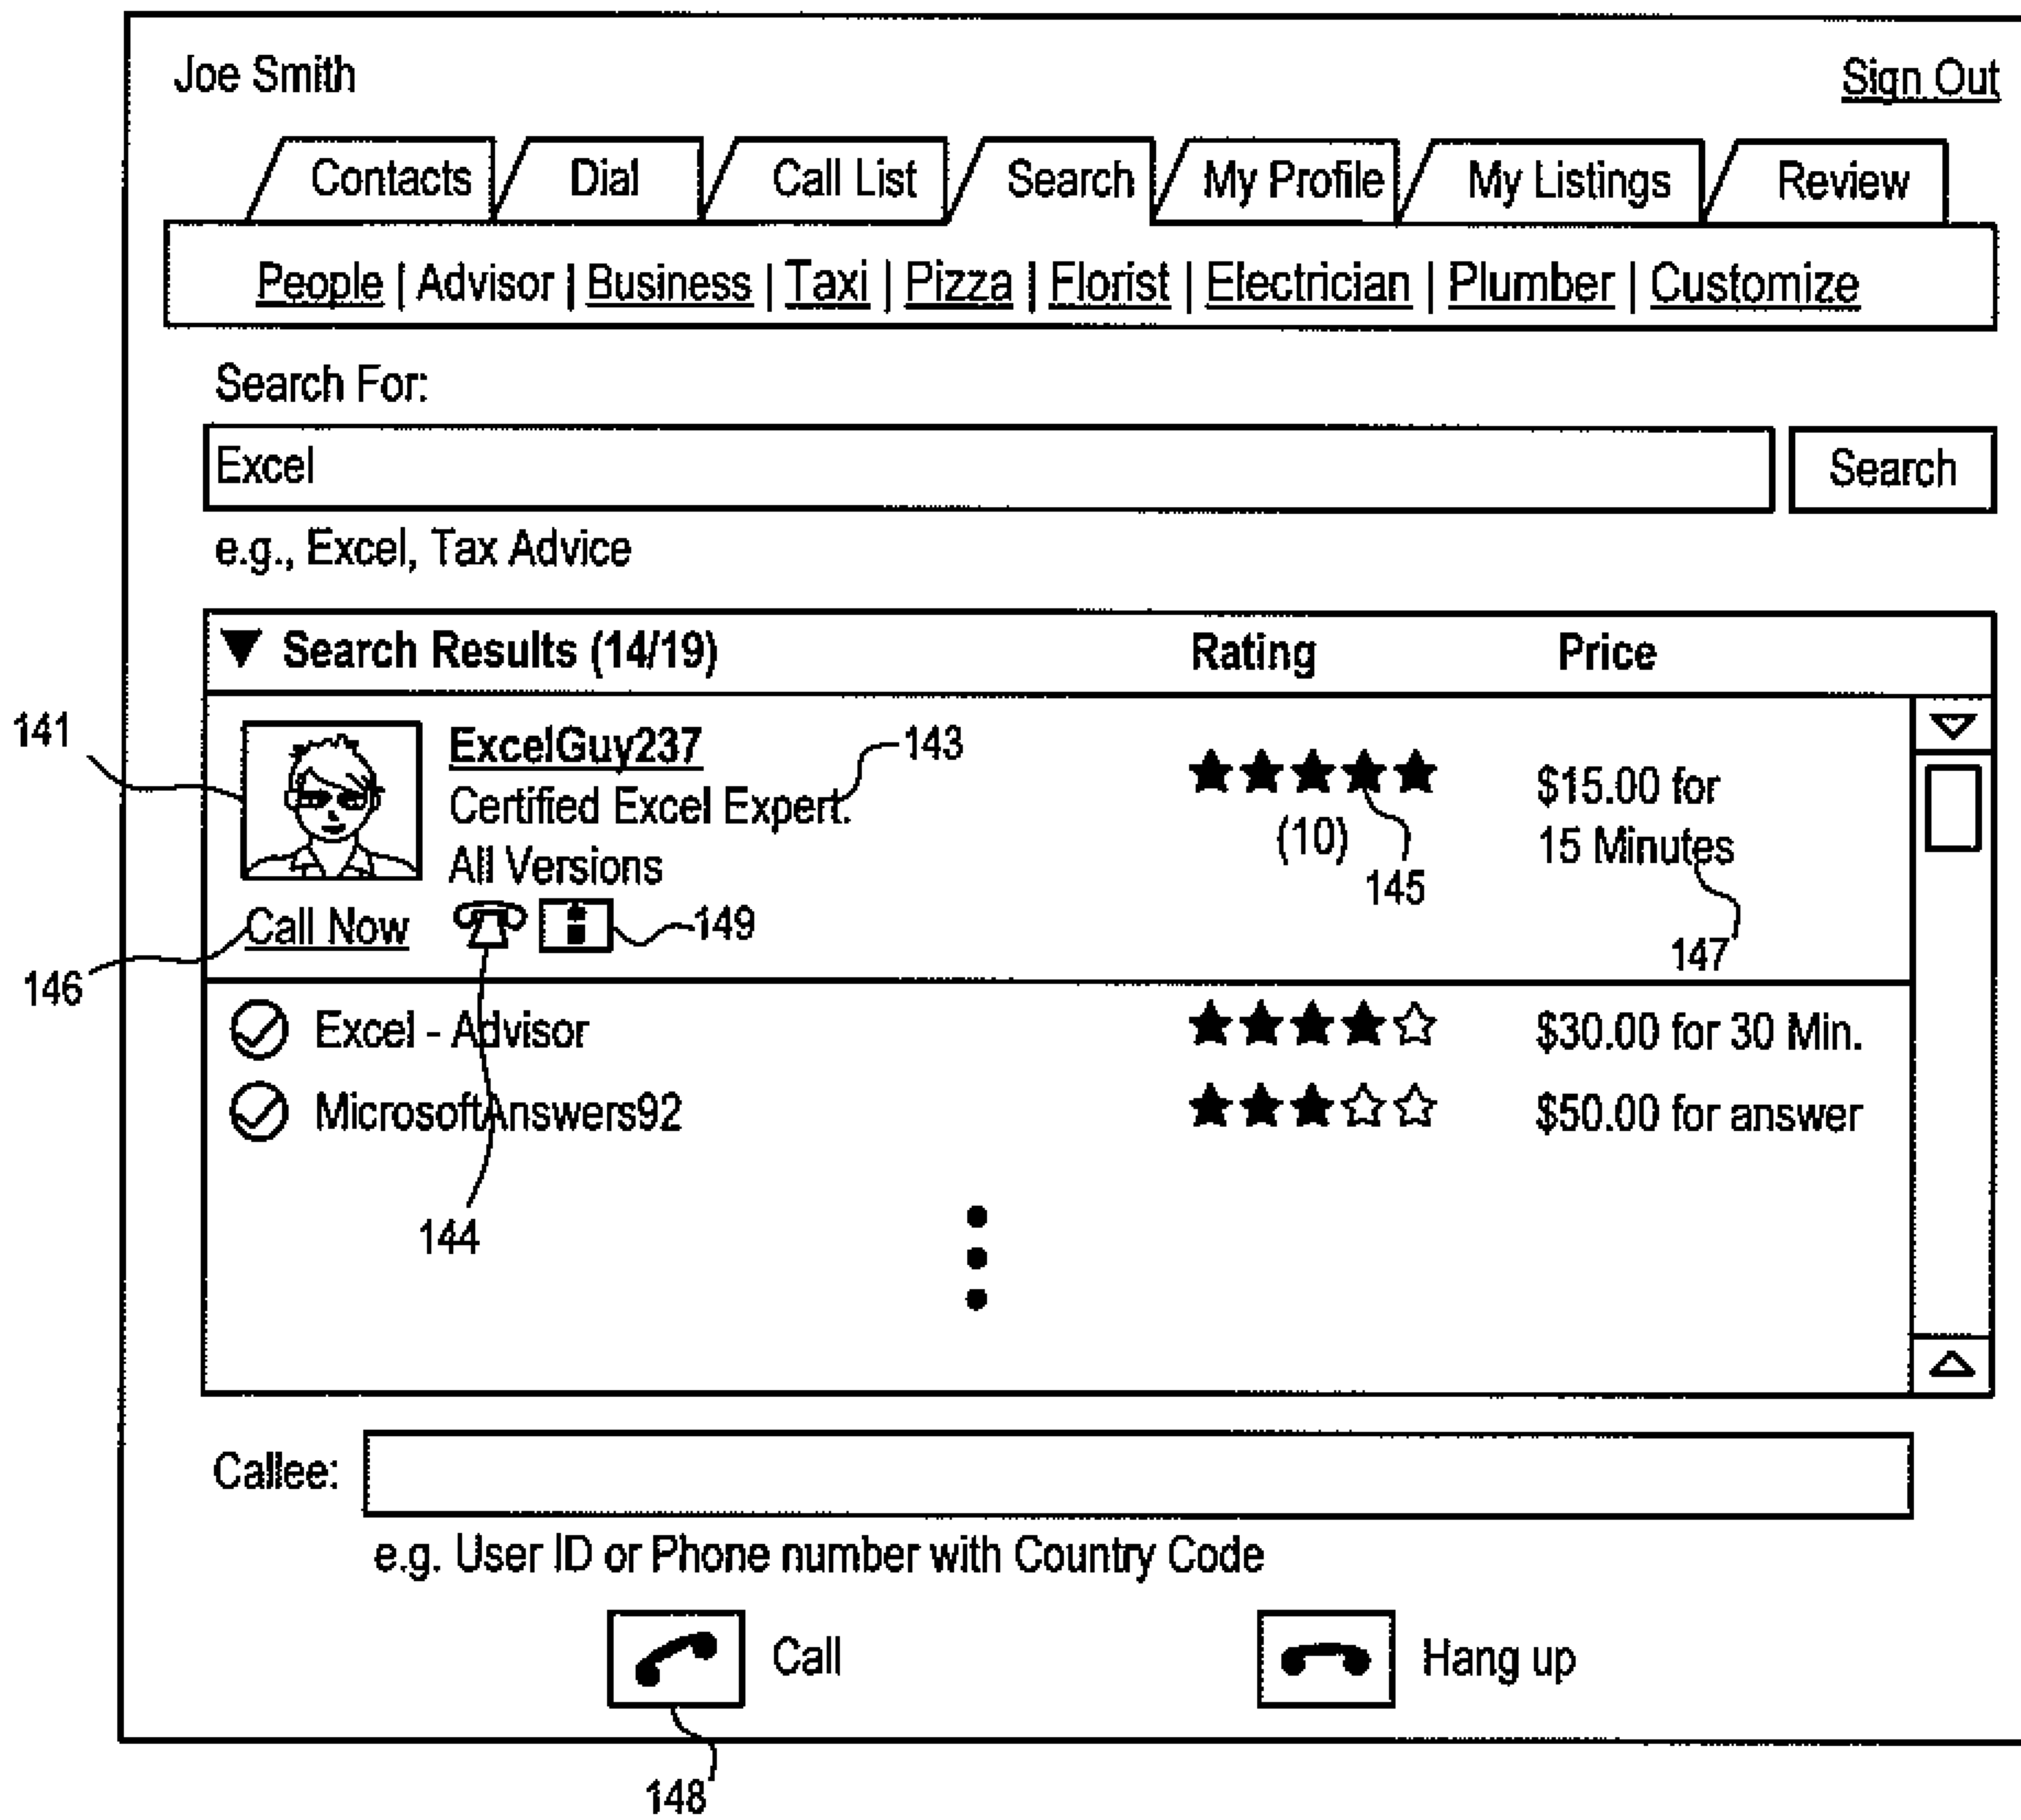 Joe Smith Sign Out
Contacts Dial Call List Search My Profile My Listings Review
People | Advisor | Business | Taxi | Pizza | Florist | Electrician | Plumber | Customize
Search For:
Excel Search
e.g., Excel, Tax Advice
▼ Search Results (14/19) Rating Price
141 ExcelGuy237 143
Certified Excel Expert. ★★★★★ $15.00 for
(10) 15 Minutes
All Versions 145
Call Now 149
147
146
Excel - Advisor ★★★★☆ $30.00 for 30 Min.
MicrosoftAnswers92 ★★★☆☆ $50.00 for answer
144
Callee:
e.g. User ID or Phone number with Country Code
Call Hang up
148